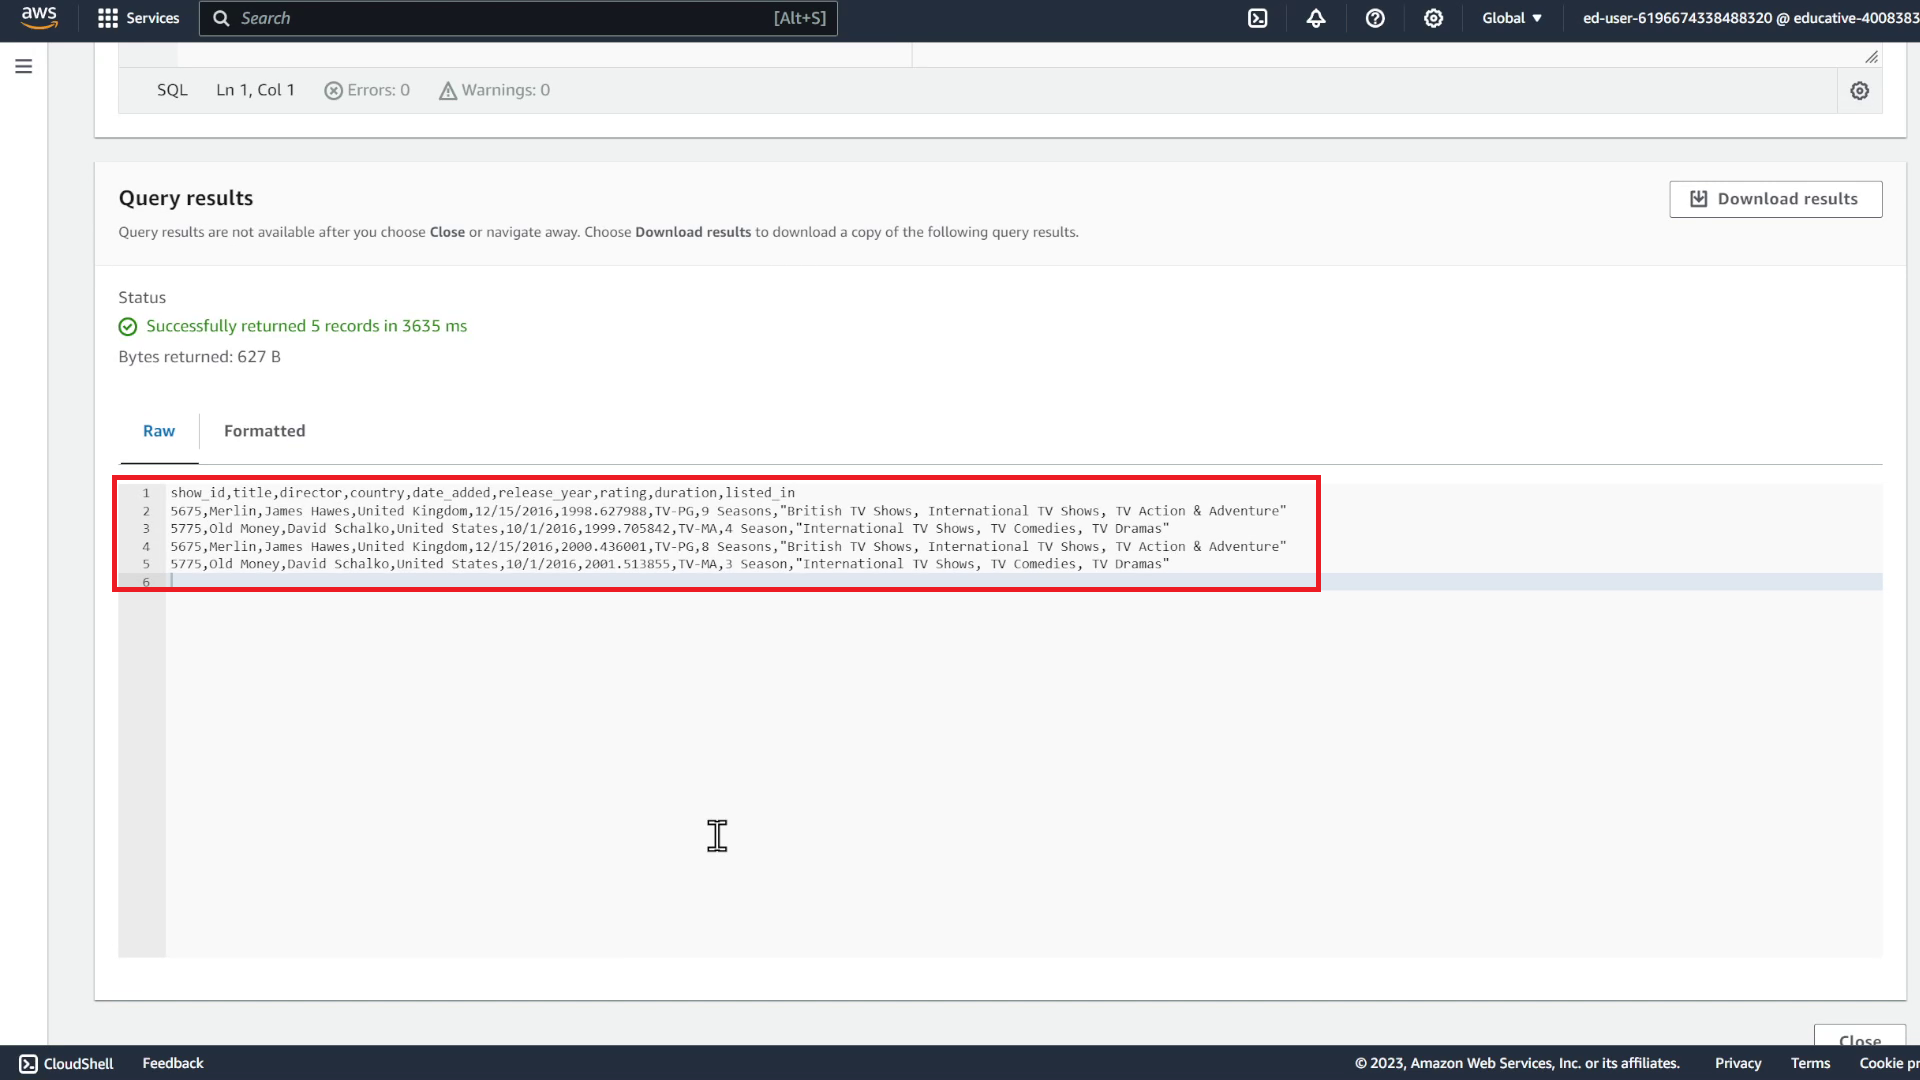 aws Services Search [Alt+S] Global ▼ ed-user-6196674338488320 @ educative-4008383
SQL Ln 1, Col 1 Errors: 0 Warnings: 0
Query results
Download results
Query results are not available after you choose Close or navigate away. Choose Download results to download a copy of the following query results.
Status
Successfully returned 5 records in 3635 ms
Bytes returned: 627 B
Raw Formatted
1 show_id,title,director,country,date_added,release_year,rating,duration,listed_in
2 5675,Merlin,James Hawes,United Kingdom,12/15/2016,1998.627988,TV-PG,9 Seasons,"British TV Shows, International TV Shows, TV Action & Adventure"
3 5775,Old Money,David Schalko,United States,10/1/2016,1999.705842,TV-MA,4 Season,"International TV Shows, TV Comedies, TV Dramas"
4 5675,Merlin,James Hawes,United Kingdom,12/15/2016,2000.436001,TV-PG,8 Seasons,"British TV Shows, International TV Shows, TV Action & Adventure"
5 5775,Old Money,David Schalko,United States,10/1/2016,2001.513855,TV-MA,3 Season,"International TV Shows, TV Comedies, TV Dramas"
6
Close
CloudShell Feedback © 2023, Amazon Web Services, Inc. or its affiliates. Privacy Terms Cookie pr